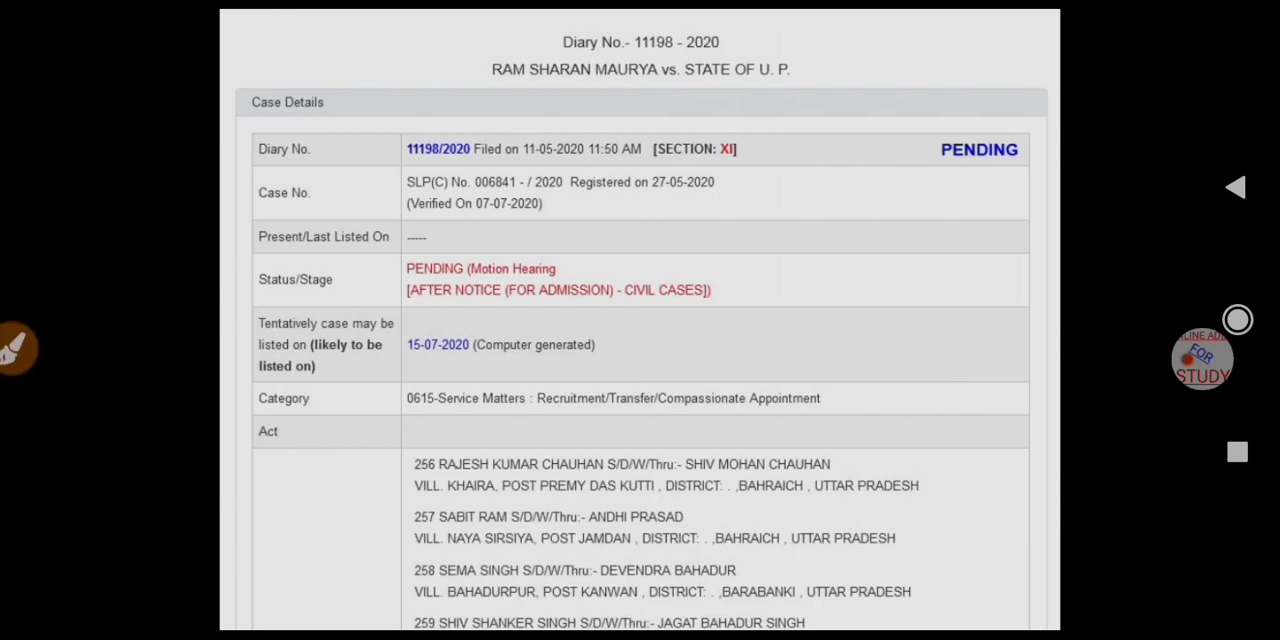 Diary No.- 11198 - 2020
RAM SHARAN MAURYA vs. STATE OF U. P.
Case Details
Diary No.
11198/2020 Filed on 11-05-2020 11:50 AM [SECTION: XI]
PENDING
Case No.
SLP(C) No. 006841 - / 2020 Registered on 27-05-2020
(Verified On 07-07-2020)
Present/Last Listed On
-----
Status/Stage
PENDING (Motion Hearing
[AFTER NOTICE (FOR ADMISSION) - CIVIL CASES])
Tentatively case may be
listed on (likely to be
listed on)
15-07-2020 (Computer generated)
Category
0615-Service Matters : Recruitment/Transfer/Compassionate Appointment
Act
256 RAJESH KUMAR CHAUHAN S/D/W/Thru:- SHIV MOHAN CHAUHAN
VILL. KHAIRA, POST PREMY DAS KUTTI , DISTRICT: . ,BAHRAICH , UTTAR PRADESH
257 SABIT RAM S/D/W/Thru:- ANDHI PRASAD
VILL. NAYA SIRSIYA, POST JAMDAN , DISTRICT: . ,BAHRAICH , UTTAR PRADESH
258 SEMA SINGH S/D/W/Thru:- DEVENDRA BAHADUR
VILL. BAHADURPUR, POST KANWAN , DISTRICT: . ,BARABANKI , UTTAR PRADESH
259 SHIV SHANKER SINGH S/D/W/Thru:- JAGAT BAHADUR SINGH
FOR
STUDY